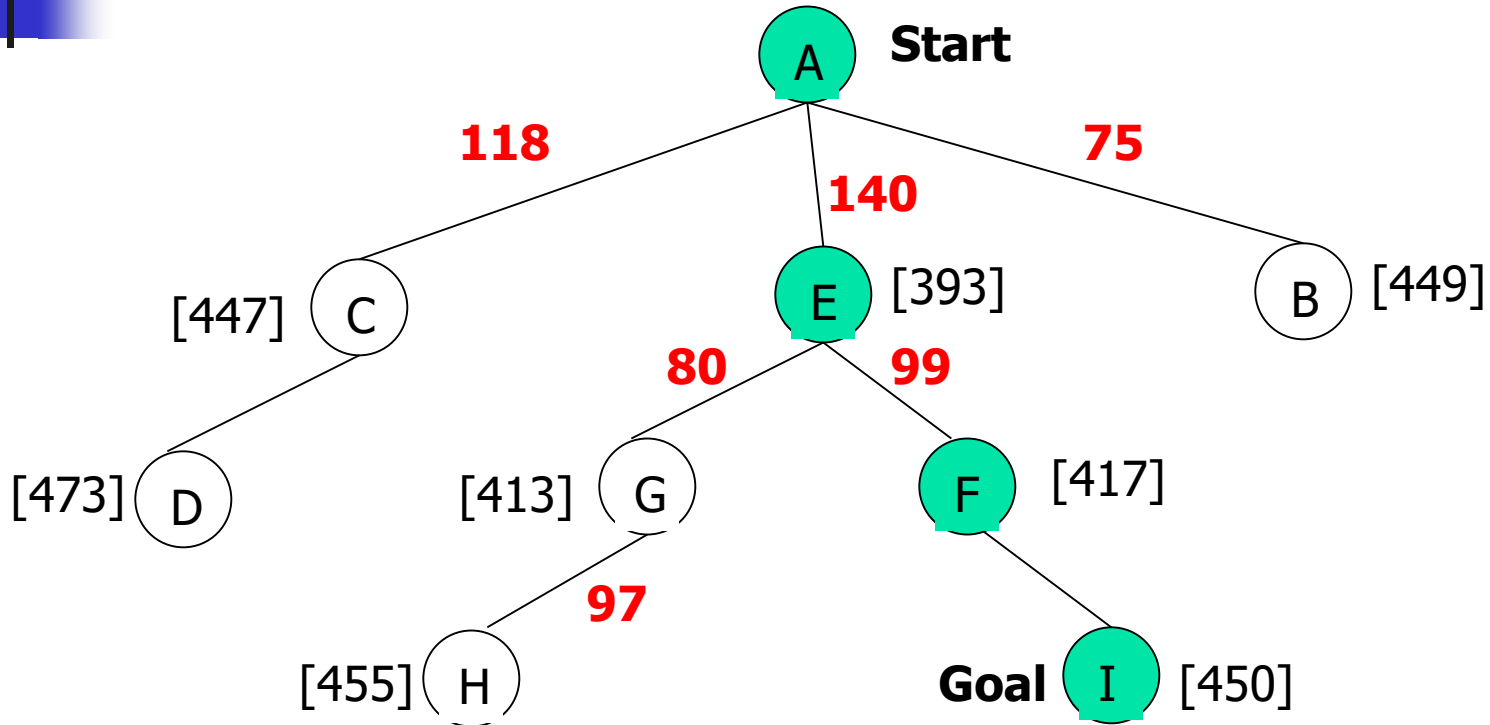 A Start
118 75
140
[447] C E [393] B [449]
80 99
[473] D [413] G F [417]
97
[455] H Goal I [450]